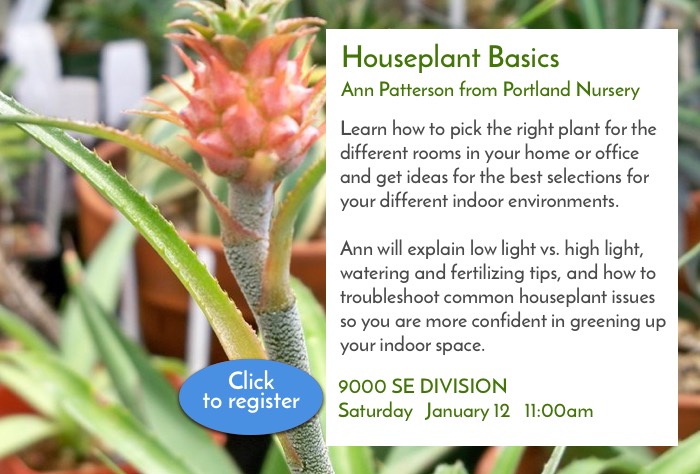 Houseplant Basics
Ann Patterson from Portland Nursery
Learn how to pick the right plant for the
different rooms in your home or office
and get ideas for the best selections for
your different indoor environments.
Ann will explain low light vs. high light,
watering and fertilizing tips, and how to
troubleshoot common houseplant issues
so you are more confident in greening up
your indoor space.
9000 SE DIVISION
Saturday January 12 11:00am
Click
to register